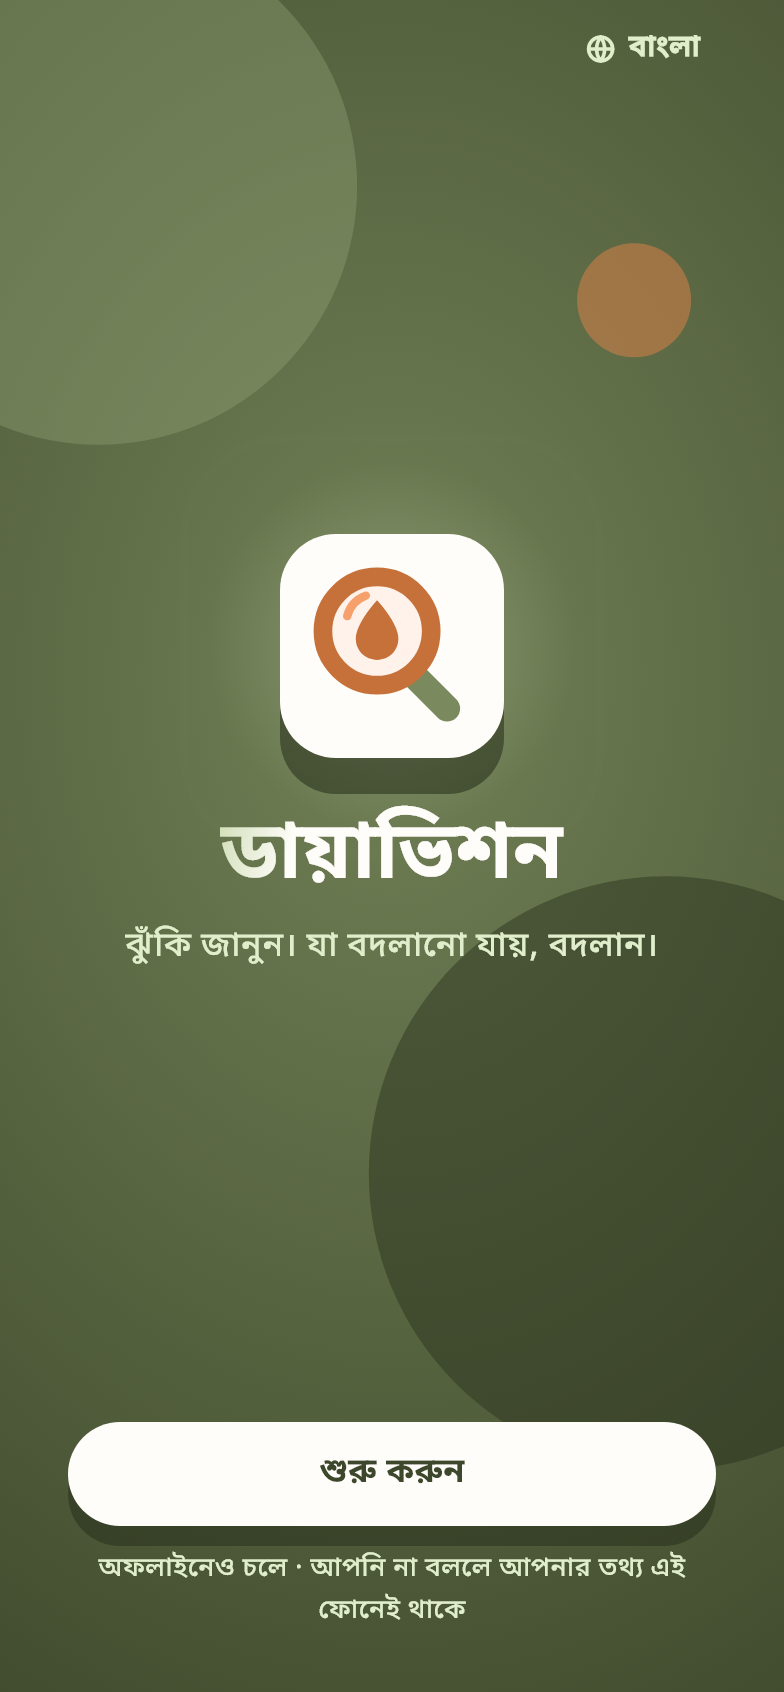 বাংলা
ডায়াভিশন
ঝুঁকি জানুন। যা বদলানো যায়, বদলান।
শুরু করুন
অফলাইনেও চলে · আপনি না বললে আপনার তথ্য এই
ফোনেই থাকে